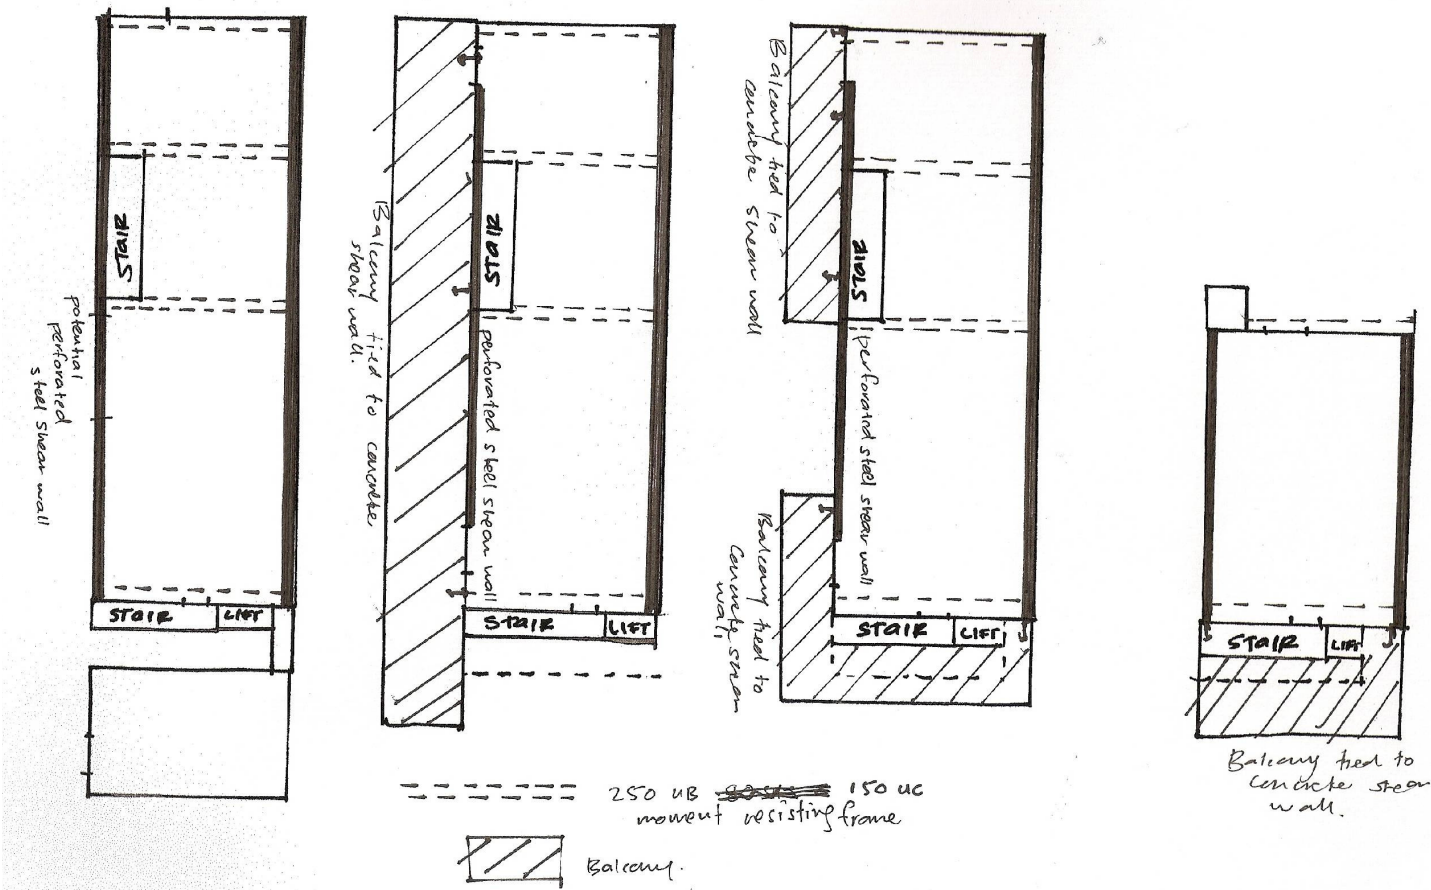 STAIR
potential
perforated
steel shear wall
STAIR
LIFT
Balcony tied to concrete
shear wall.
STAIR
perforated steel shear wall
STAIR
LIFT
Balcony tied to
concrete shear wall
STAIR
perforated steel shear wall
Balcony tied to
concrete shear
wall
STAIR
LIFT
STAIR
LIFT
Balcony tied to
concrete shear
wall.
250 UB 150 UC
moment resisting frame
Balcony.